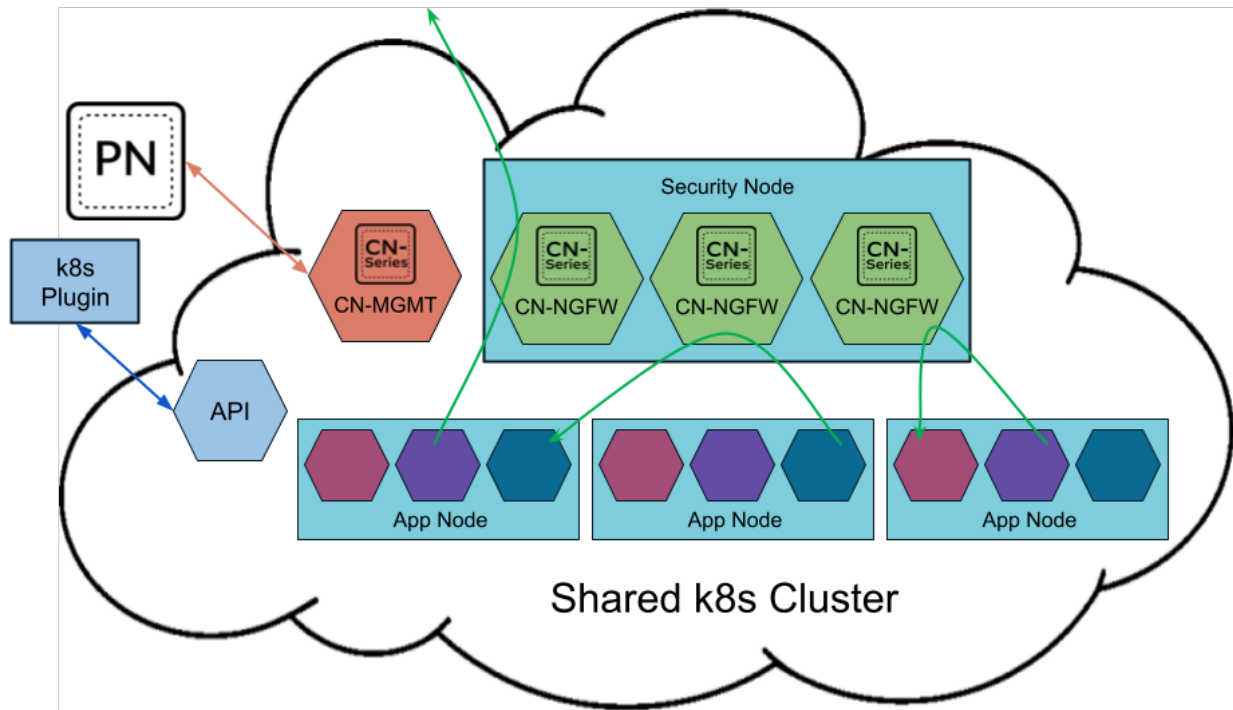 PN
k8s
Plugin
API
CN-
Series
CN-MGMT
Security Node
CN-
Series
CN-NGFW
CN-
Series
CN-NGFW
CN-
Series
CN-NGFW
App Node
App Node
App Node
Shared k8s Cluster